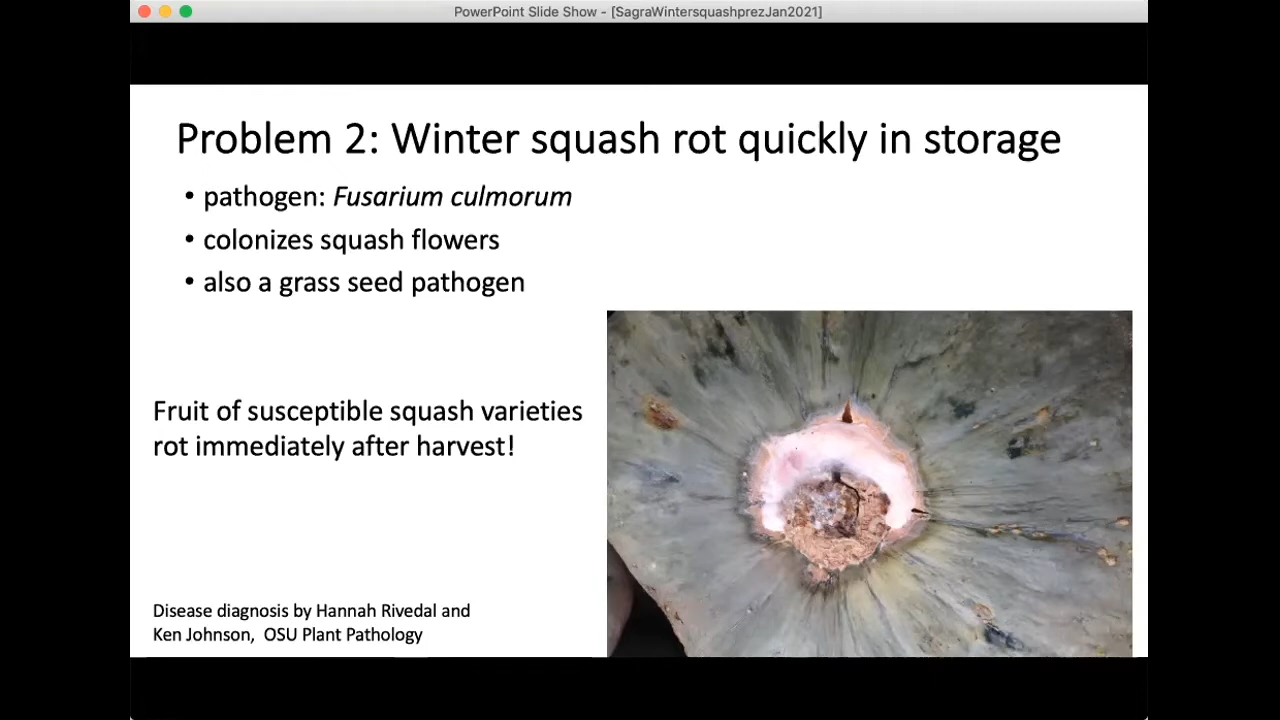 PowerPoint Slide Show - [SagraWintersquashprezJan2021]
Problem 2: Winter squash rot quickly in storage
• pathogen: Fusarium culmorum
• colonizes squash flowers
• also a grass seed pathogen
Fruit of susceptible squash varieties
rot immediately after harvest!
Disease diagnosis by Hannah Rivedal and
Ken Johnson,  OSU Plant Pathology